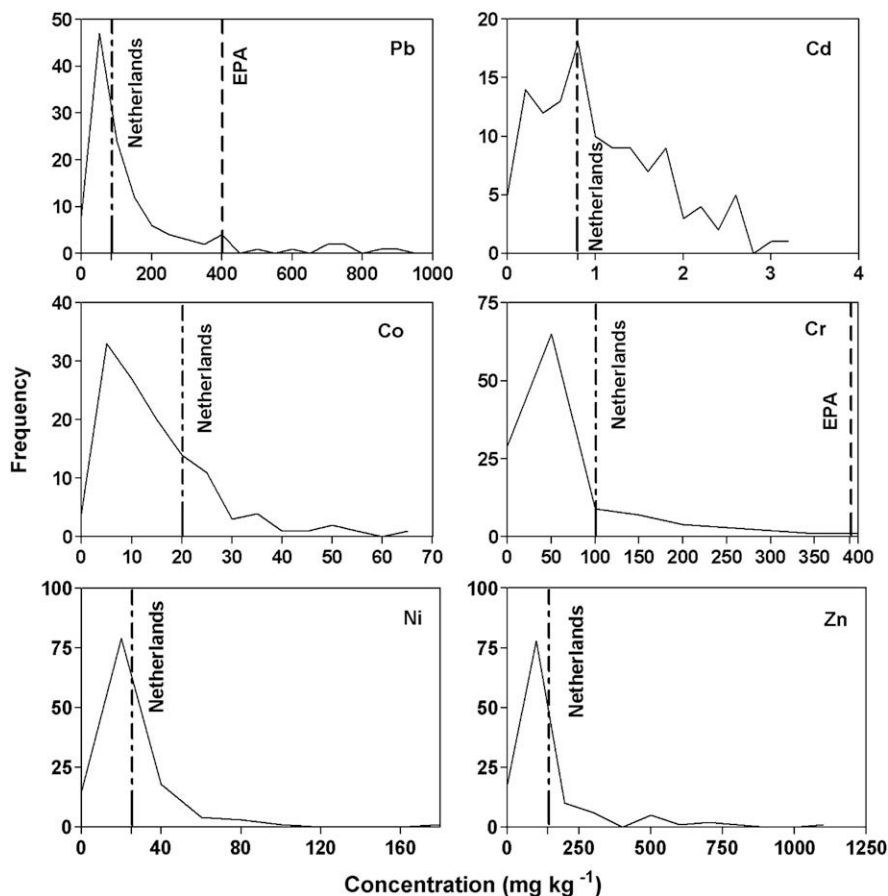 50
40
30
20
10
0
Pb
Netherlands
EPA
0 200 400 600 800 1000
20
15
10
5
0
Cd
Netherlands
0 1 2 3 4
40
30
20
10
0
Co
Netherlands
0 10 20 30 40 50 60 70
75
50
25
0
Cr
Netherlands
EPA
0 50 100 150 200 250 300 350 400
100
75
50
25
0
Ni
Netherlands
0 40 80 120 160
100
75
50
25
0
Zn
Netherlands
0 250 500 750 1000 1250
Frequency
Concentration (mg kg -1)